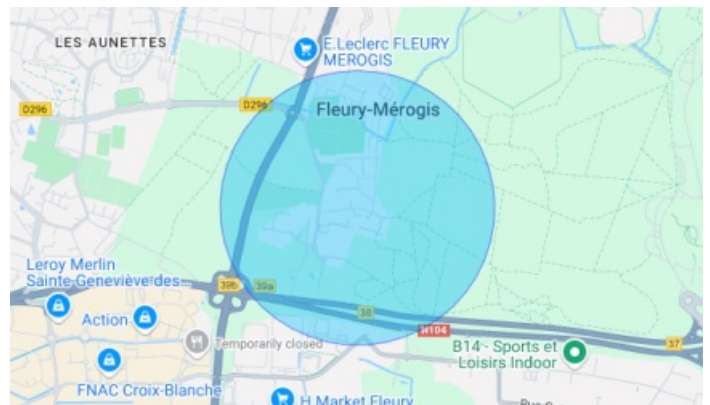 LES AUNETTES
E.Leclerc FLEURY
MEROGIS
D296
D296
Fleury-Mérogis
Leroy Merlin
Sainte-Geneviève des...
39b
39a
Action
38
N104
37
Temporarily closed
B14 - Sports et
Loisirs Indoor
FNAC Croix-Blanche
H Market Fleury